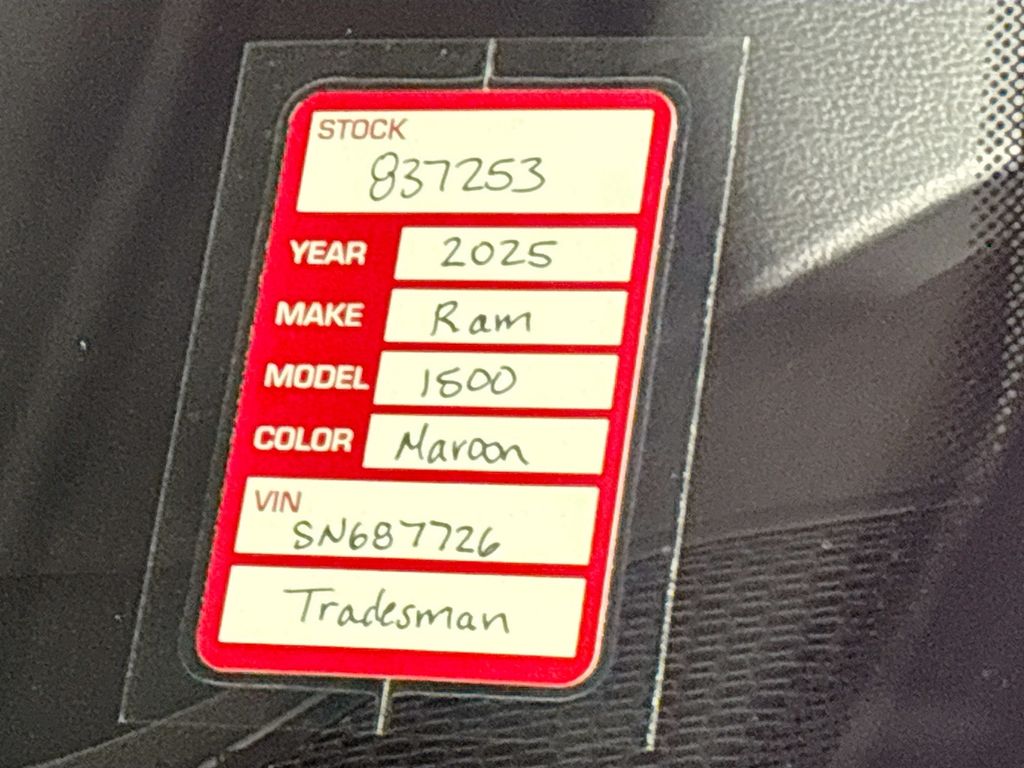 STOCK
837253
YEAR 2025
MAKE Ram
MODEL 1500
COLOR Maroon
VIN
SN687726
Tradesman